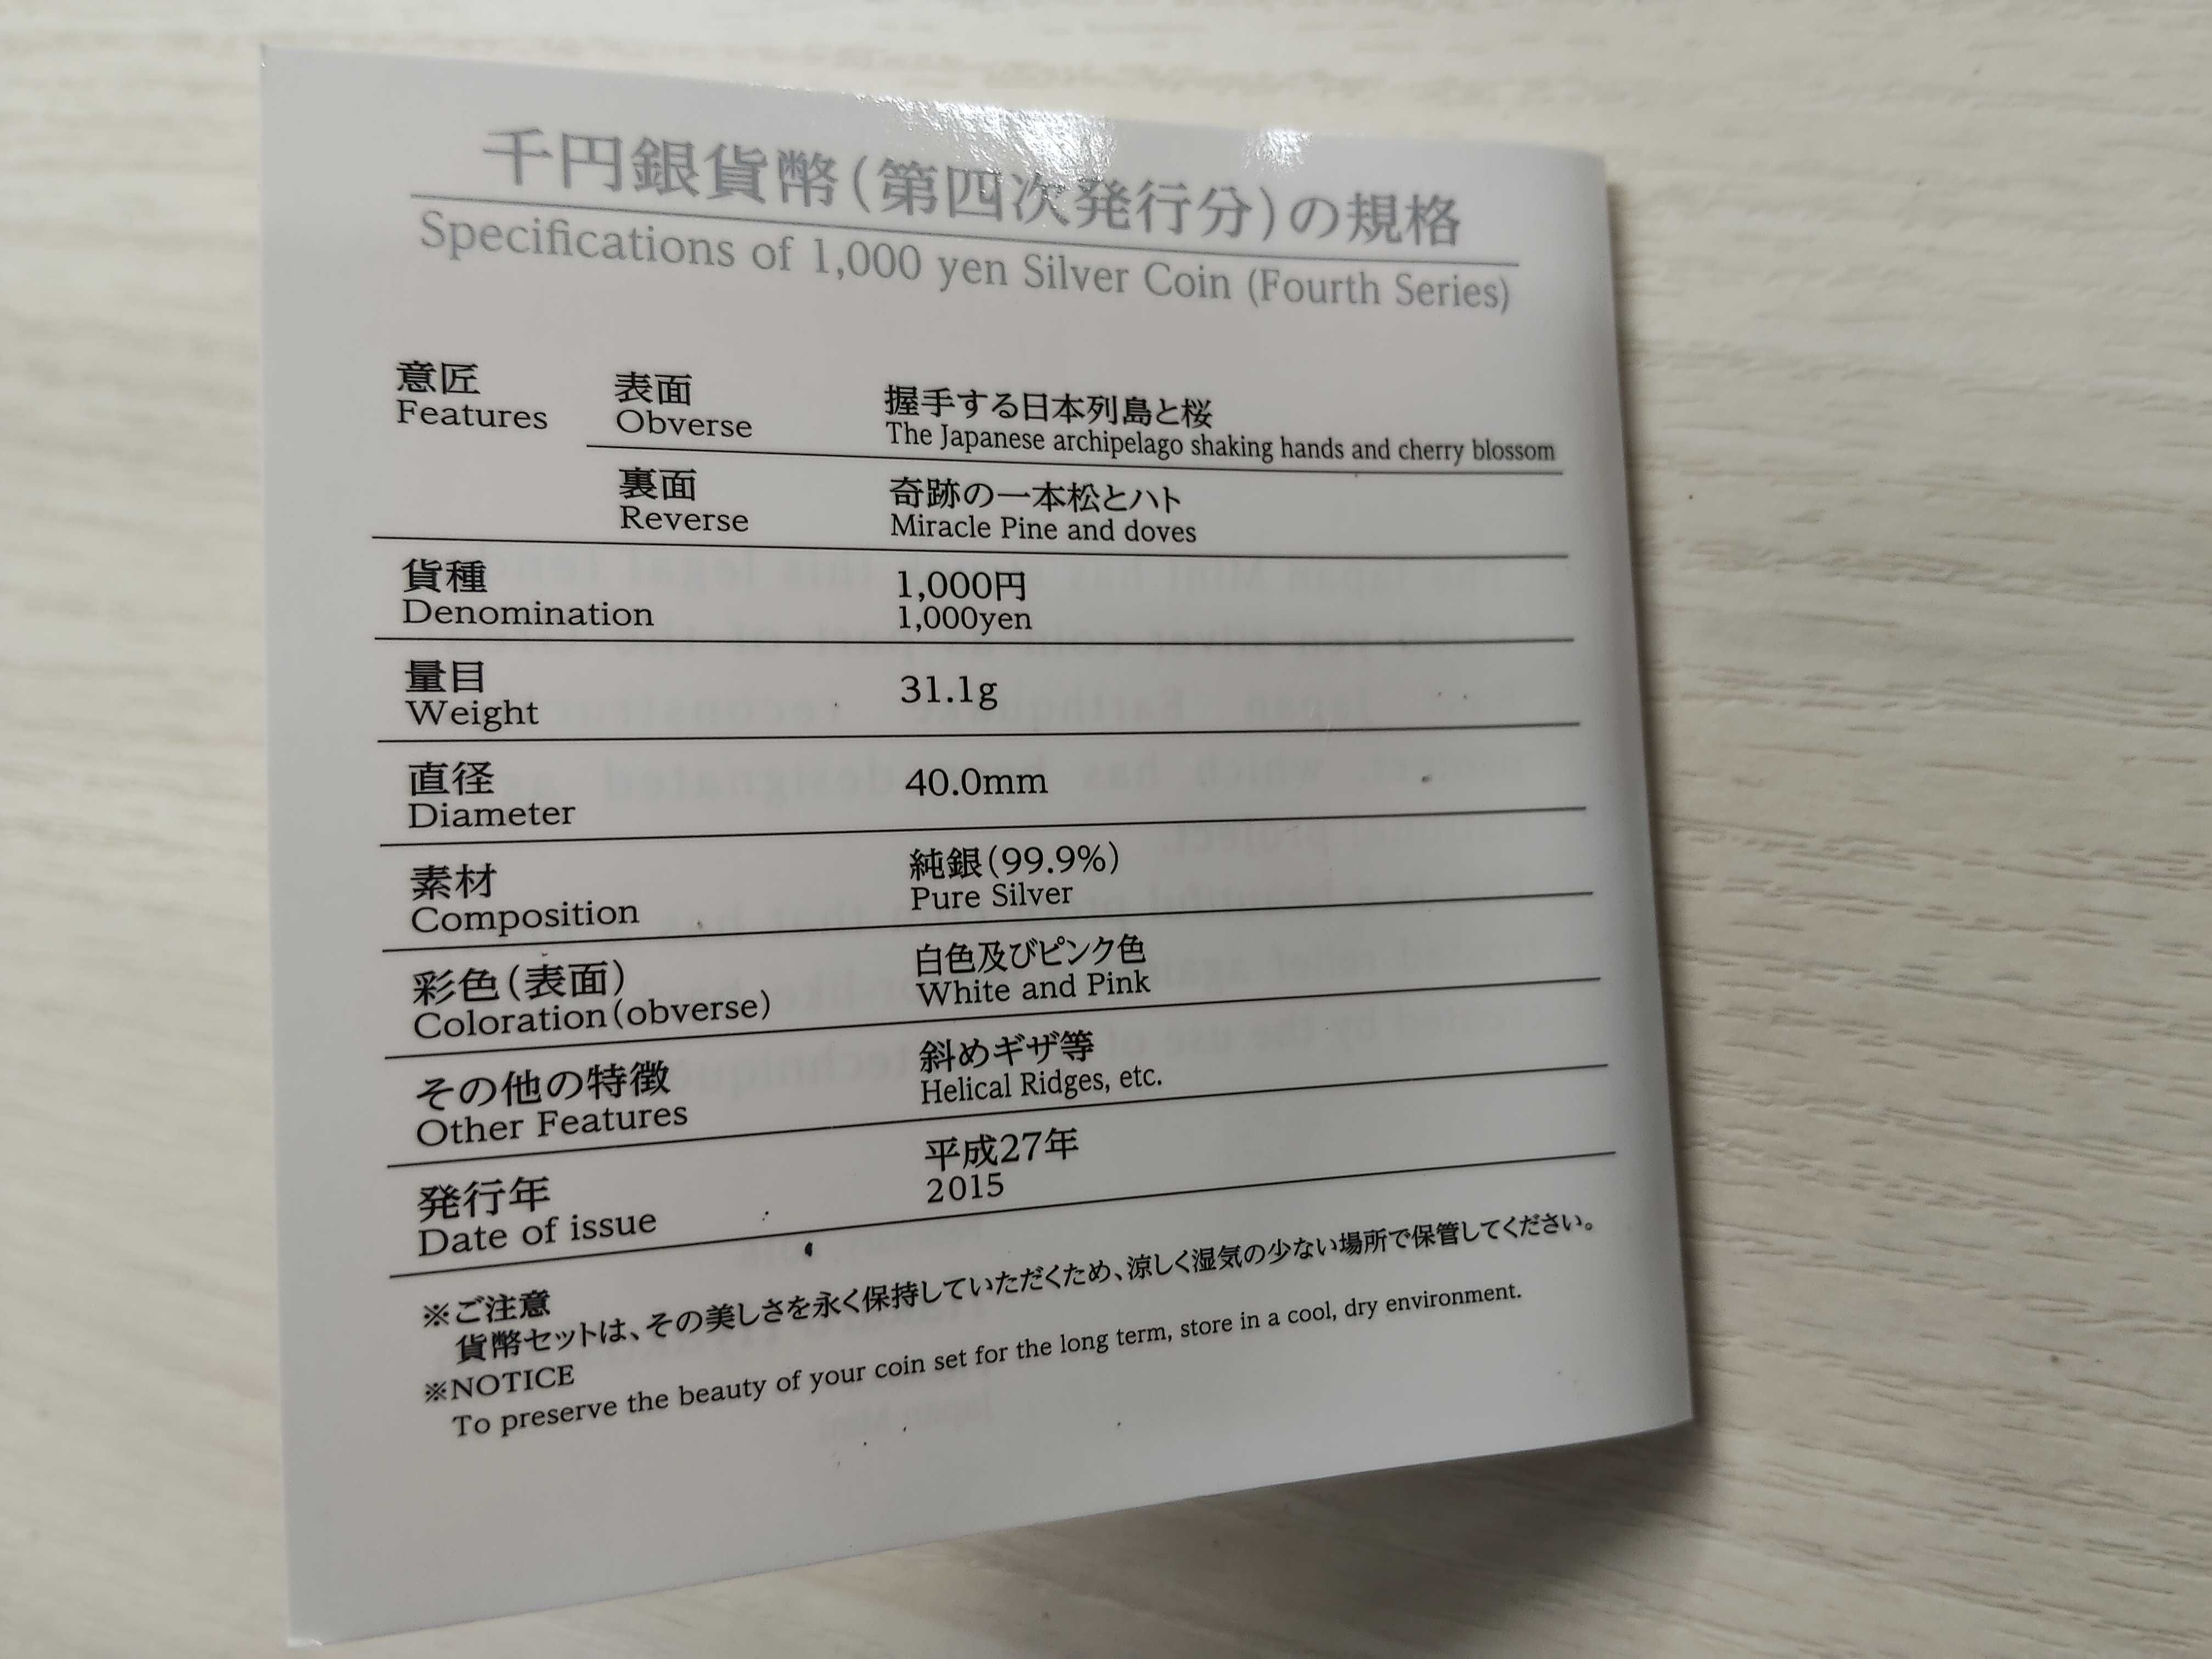 千円銀貨幣(第四次発行分)の規格
Specifications of 1,000 yen Silver Coin (Fourth Series)
意匠
Features
表面
Obverse
握手する日本列島と桜
The Japanese archipelago shaking hands and cherry blossom
裏面
Reverse
奇跡の一本松とハト
Miracle Pine and doves
貨種
Denomination
1,000円
1,000yen
量目
Weight
31.1g
直径
Diameter
40.0mm
素材
Composition
純銀(99.9%)
Pure Silver
彩色(表面)
Coloration(obverse)
白色及びピンク色
White and Pink
その他の特徴
Other Features
斜めギザ等
Helical Ridges, etc.
発行年
Date of issue
平成27年
2015
※ご注意
貨幣セットは、その美しさを永く保持していただくため、涼しく湿気の少ない場所で保管してください。
※NOTICE
To preserve the beauty of your coin set for the long term, store in a cool, dry environment.